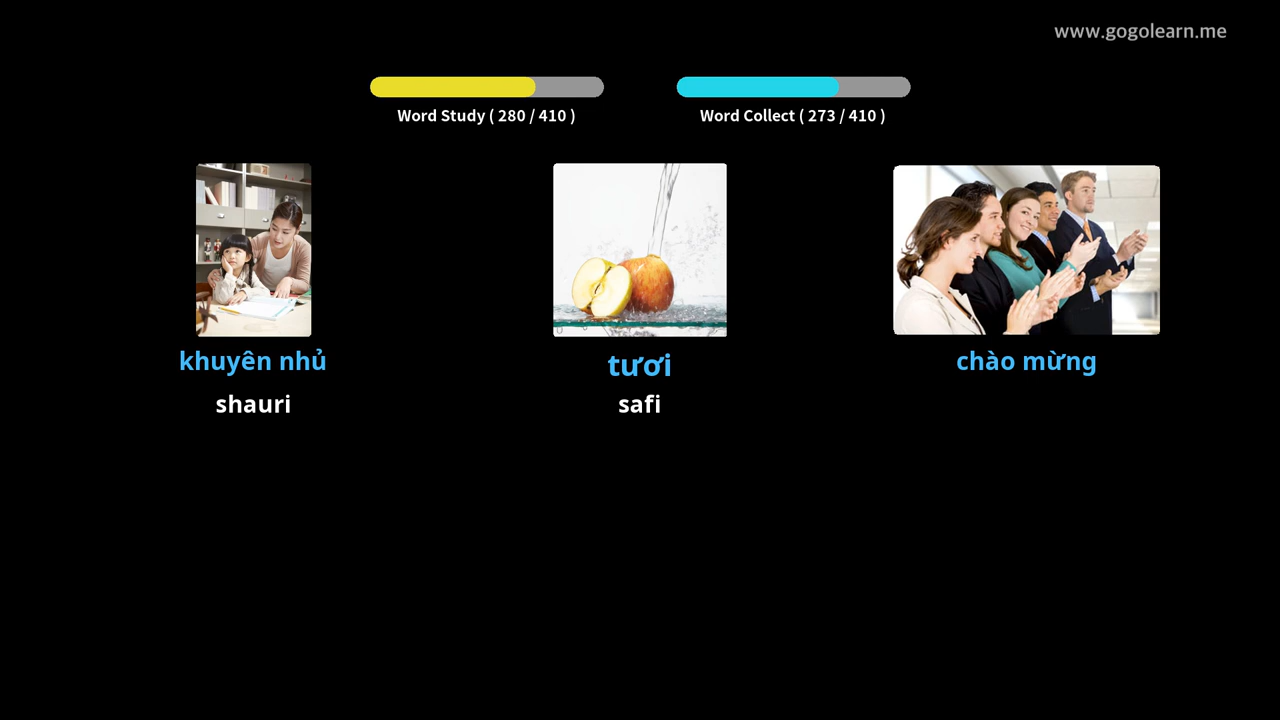 www.gogolearn.me
Word Study ( 280 / 410 )
Word Collect ( 273 / 410 )
khuyên nhủ
shauri
tươi
safi
chào mừng